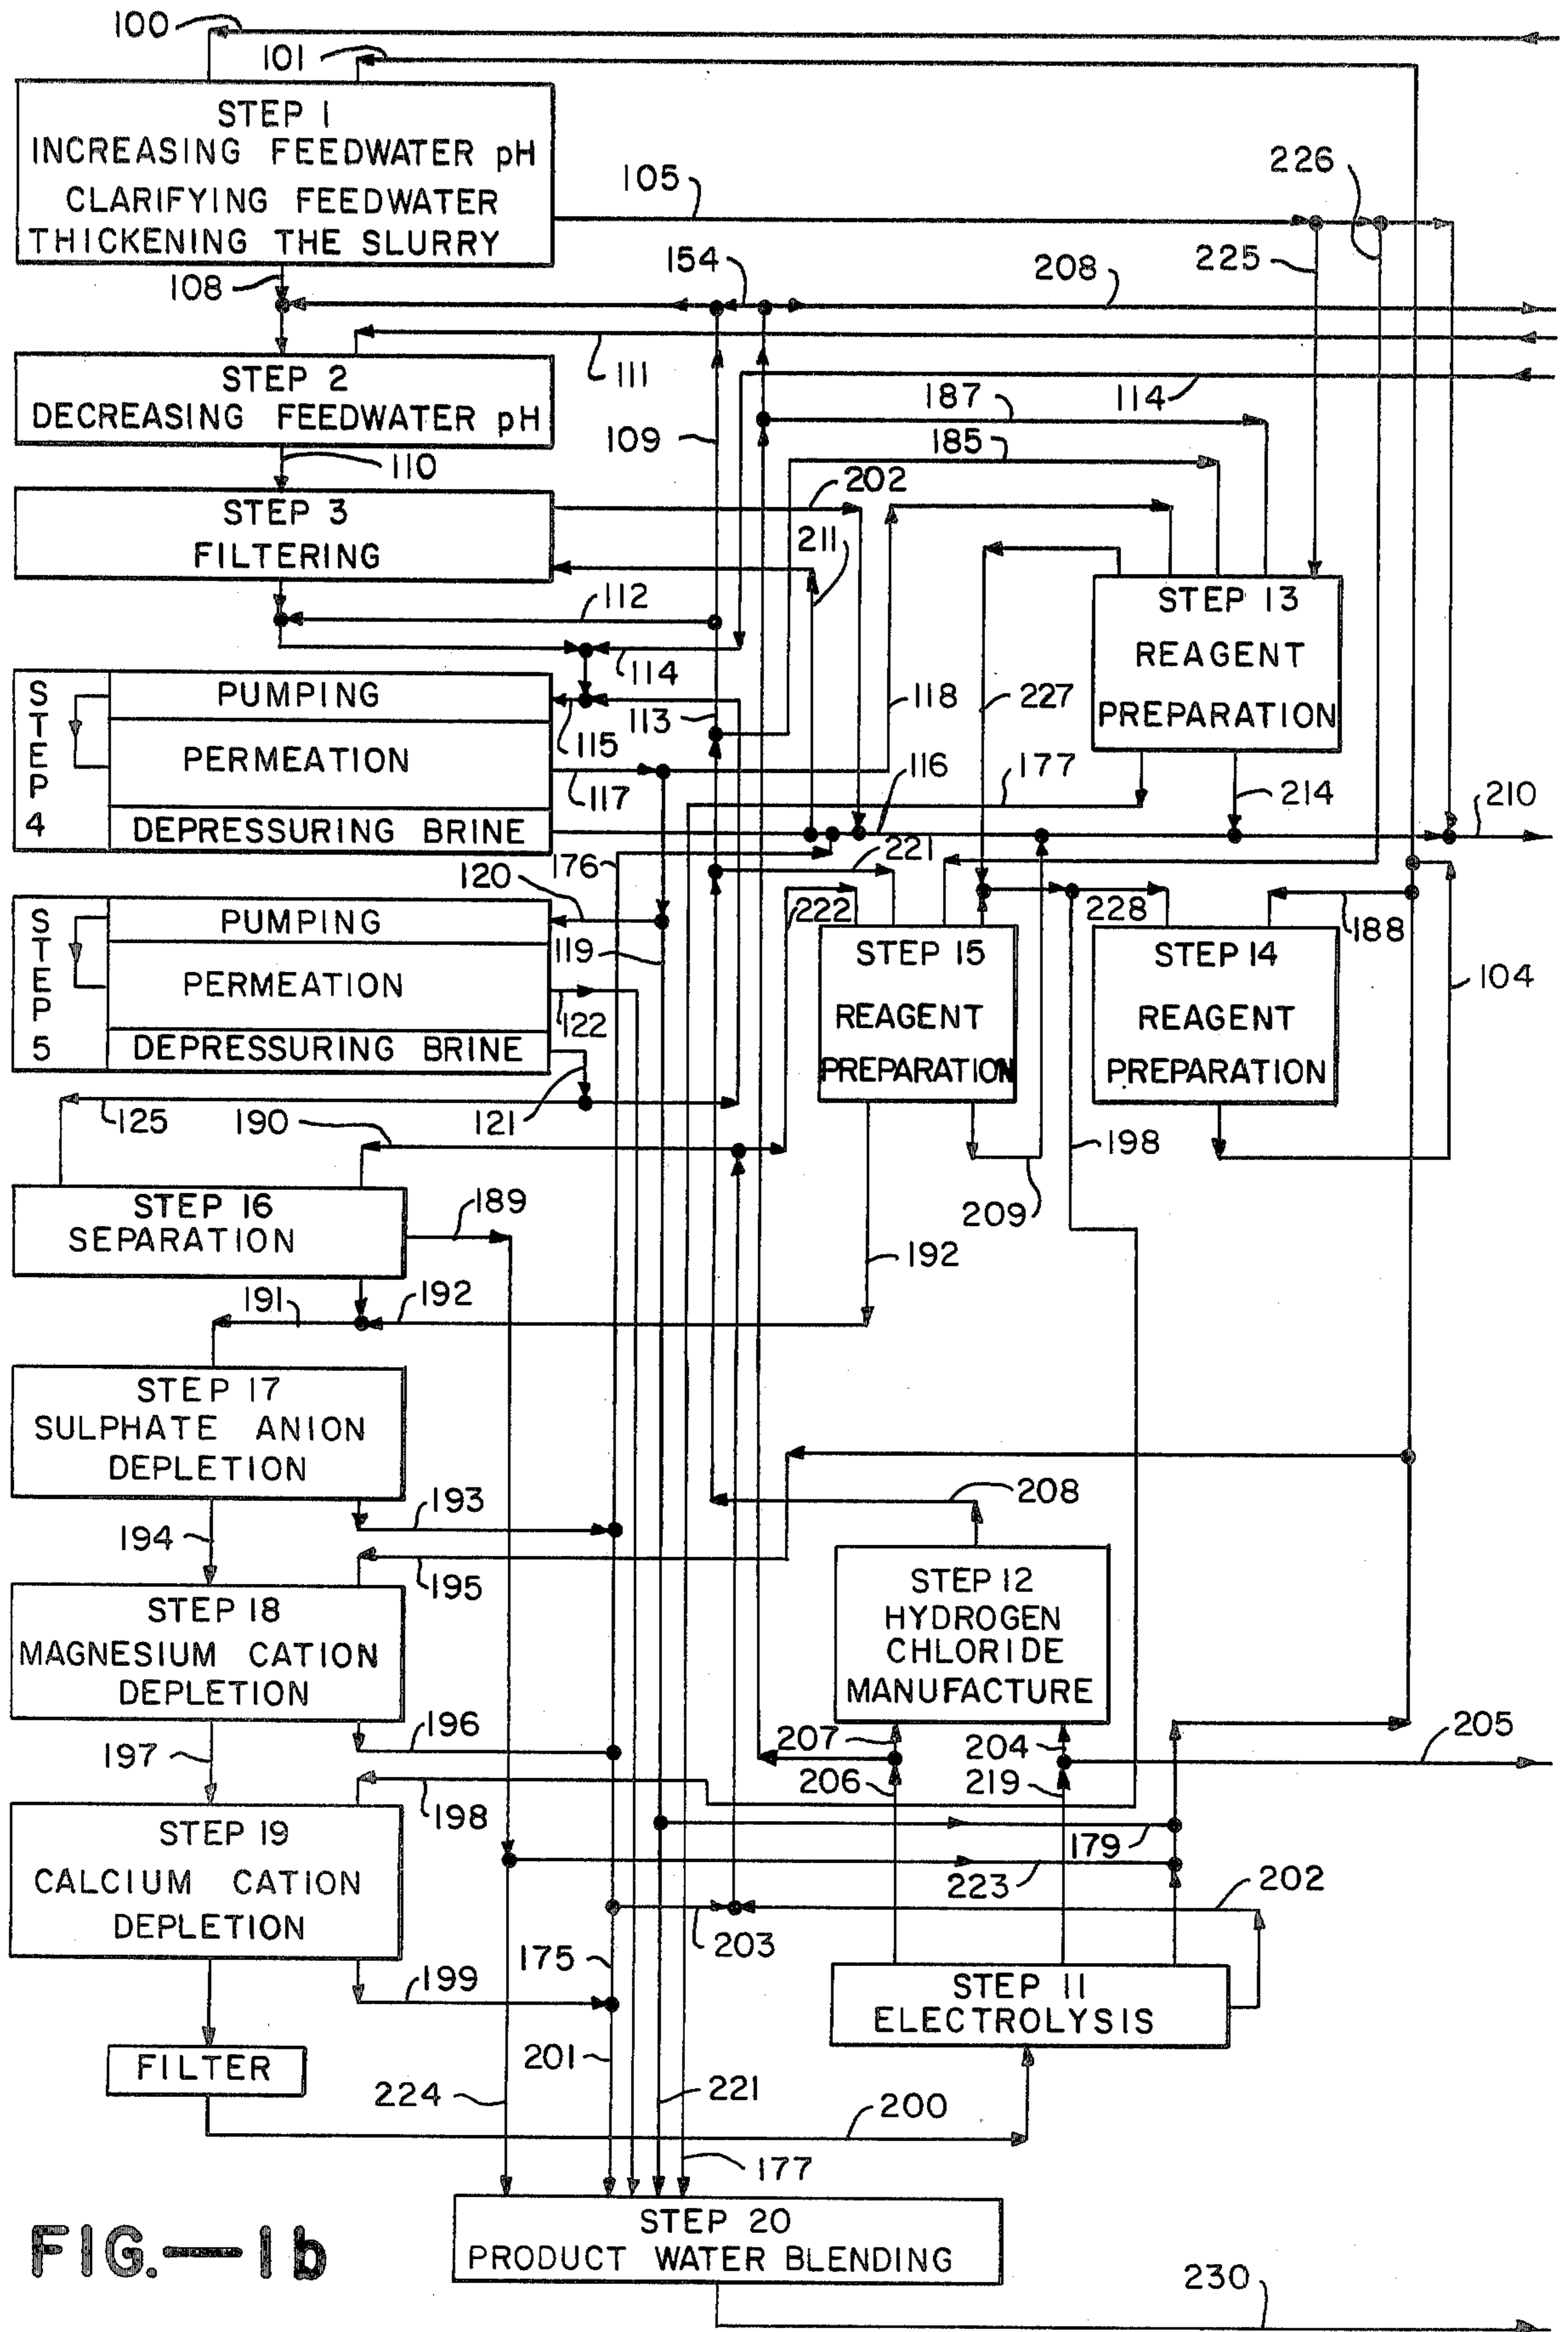 100
101
STEP 1
INCREASING FEEDWATER pH
CLARIFYING FEEDWATER
THICKENING THE SLURRY
105
226
225
108
154
208
111
114
STEP 2
DECREASING FEEDWATER pH
109
187
185
110
202
STEP 3
FILTERING
211
112
114
STEP 13
REAGENT
PREPARATION
STEP 4
PUMPING
PERMEATION
DEPRESSURING BRINE
113
115
117
118
227
116
177
214
210
176
221
120
222
228
188
STEP 5
PUMPING
PERMEATION
DEPRESSURING BRINE
119
122
121
STEP 15
REAGENT
PREPARATION
STEP 14
REAGENT
PREPARATION
104
125
190
209
198
STEP 16
SEPARATION
189
192
191
192
STEP 17
SULPHATE ANION
DEPLETION
193
208
194
195
STEP 12
HYDROGEN
CHLORIDE
MANUFACTURE
STEP 18
MAGNESIUM CATION
DEPLETION
196
207
204
205
197
206
219
198
STEP 19
CALCIUM CATION
DEPLETION
179
223
202
203
175
199
STEP 11
ELECTROLYSIS
FILTER
201
224
221
200
177
STEP 20
PRODUCT WATER BLENDING
FIG.—1b
230